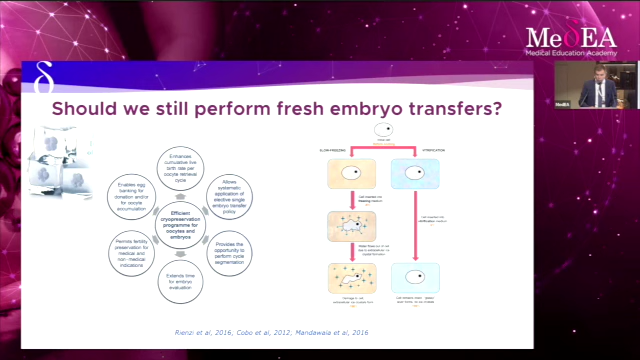 MeDEA
Medical Education Academy
MedEA
δ
Should we still perform fresh embryo transfers?
Enhances
cumulative live
birth rate per
oocyte retrieval
cycle
Enables egg
banking for
donation and/or
for oocyte
accumulation
Allows
systematic
application of
elective single
embryo transfer
policy
Efficient
cryopreservation
programme for
oocytes and
embryos
Permits fertility
preservation for
medical and
non-medical
indications
Provides the
opportunity to
perform cycle
segmentation
Extends time
for embryo
evaluation
SLOW-FREEZING
VITRIFICATION
Rienzi et al, 2016, Cobo et al, 2012; Mandawala et al, 2016